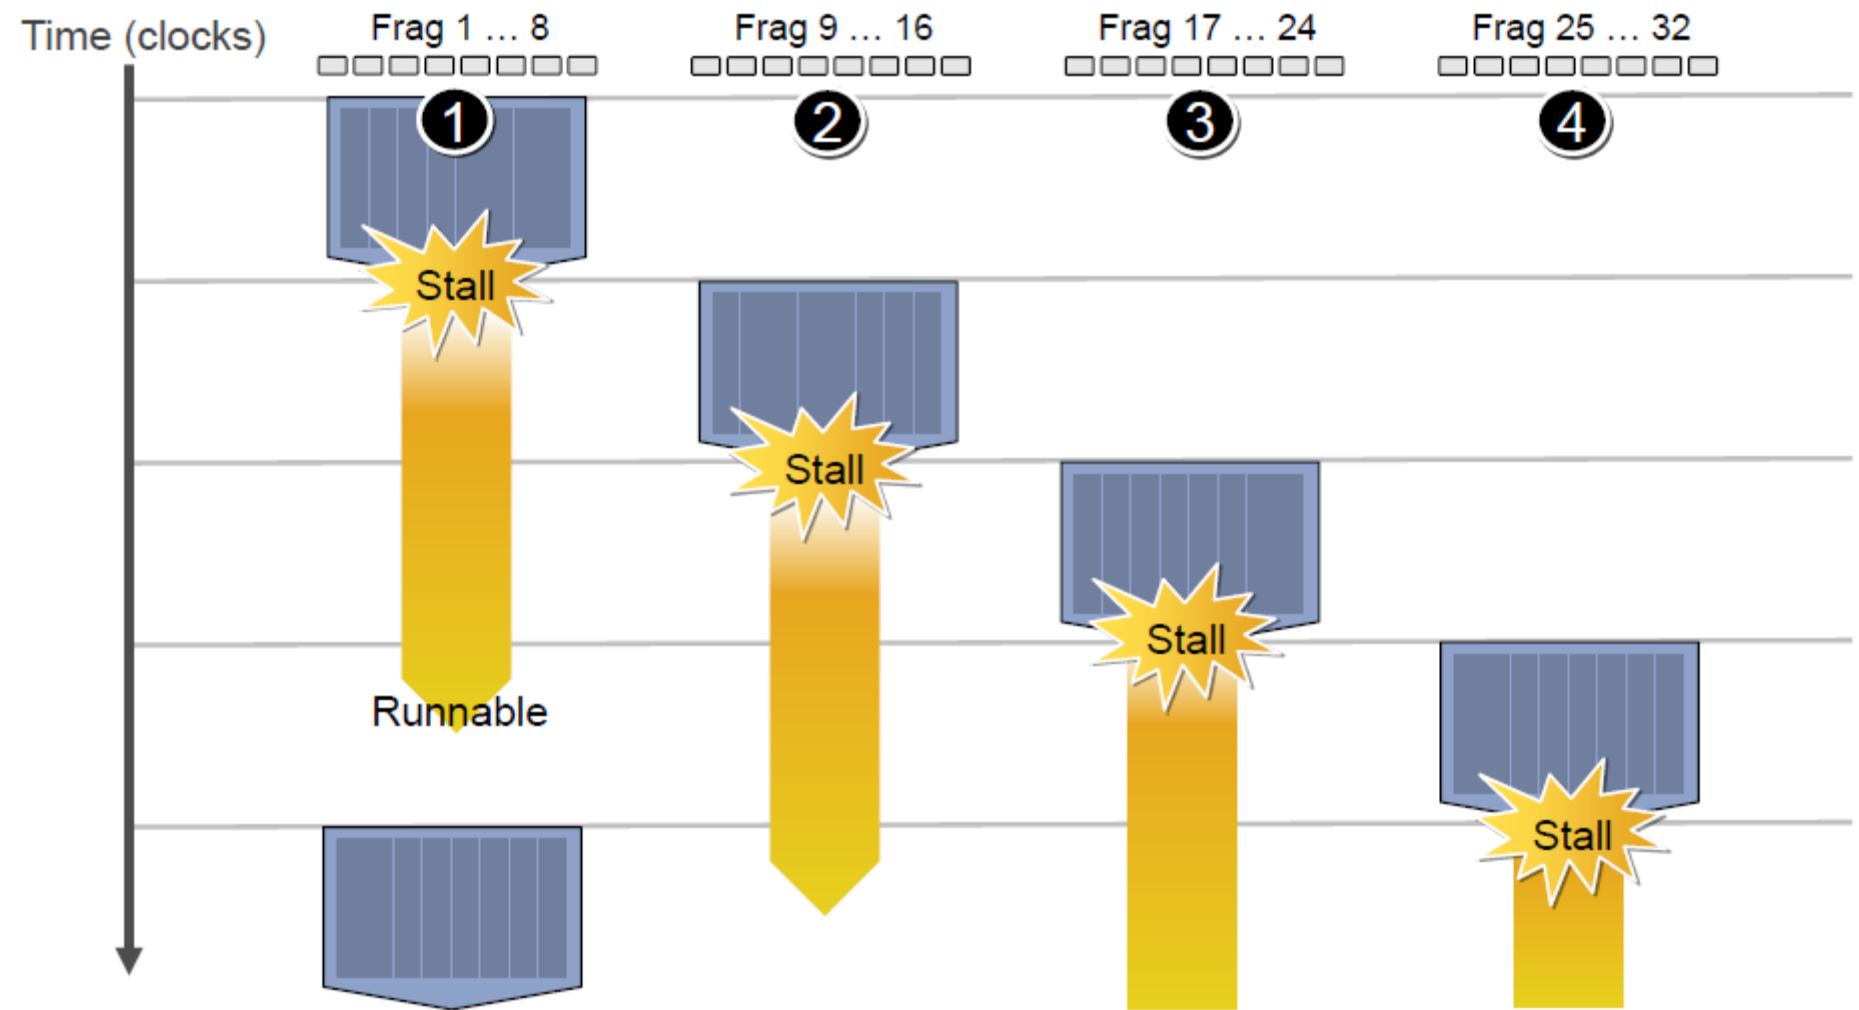 Time (clocks)
Frag 1 … 8
Frag 9 … 16
Frag 17 … 24
Frag 25 … 32
1
2
3
4
Stall
Stall
Stall
Runnable
Stall